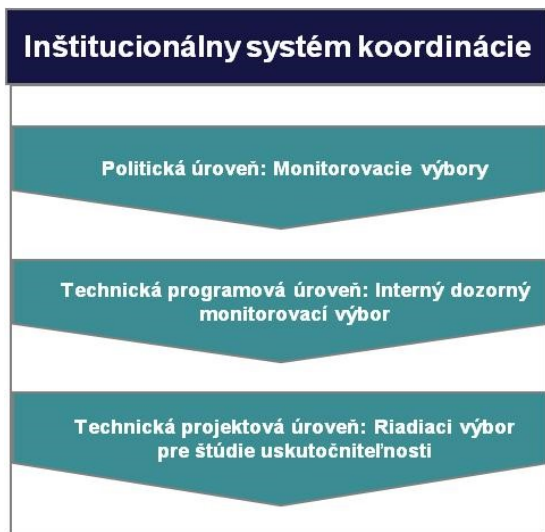 Inštitucionálny systém koordinácie
Politická úroveň: Monitorovacie výbory
Technická programová úroveň: Interný dozorný
monitorovací výbor
Technická projektová úroveň: Riadiaci výbor
pre štúdie uskutočniteľnosti